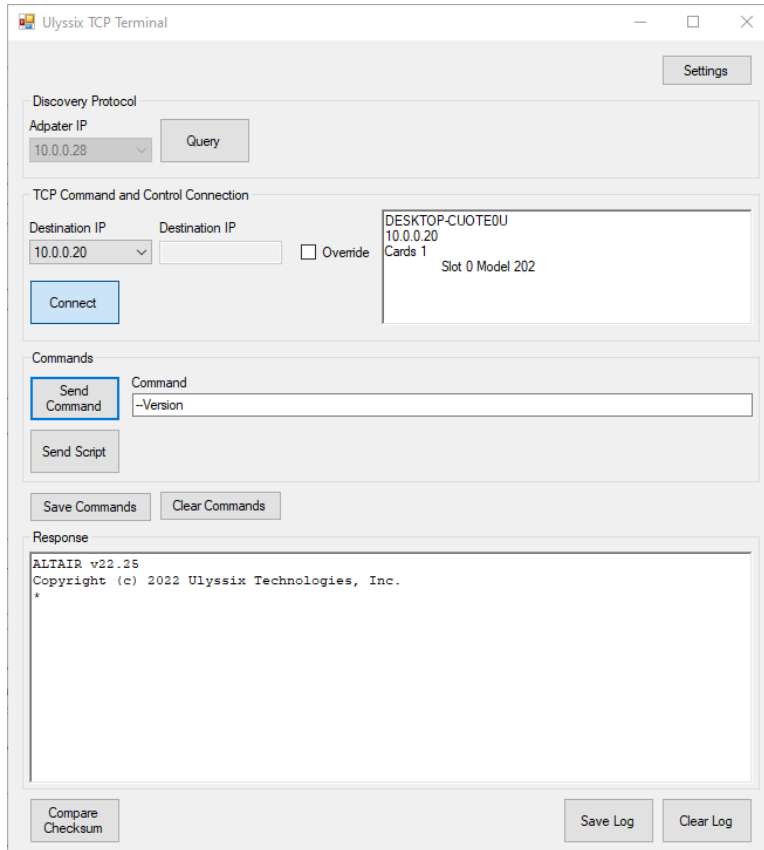 Ulyssix TCP Terminal
Settings
Discovery Protocol
Adpater IP
10.0.0.28
Query
TCP Command and Control Connection
Destination IP
Destination IP
10.0.0.20
Override
Connect
DESKTOP-CUOTE0U
10.0.0.20
Cards 1
Slot 0 Model 202
Commands
Send
Command
Command
--Version
Send Script
Save Commands
Clear Commands
Response
ALTAIR v22.25
Copyright (c) 2022 Ulyssix Technologies, Inc.
*
Compare
Checksum
Save Log
Clear Log